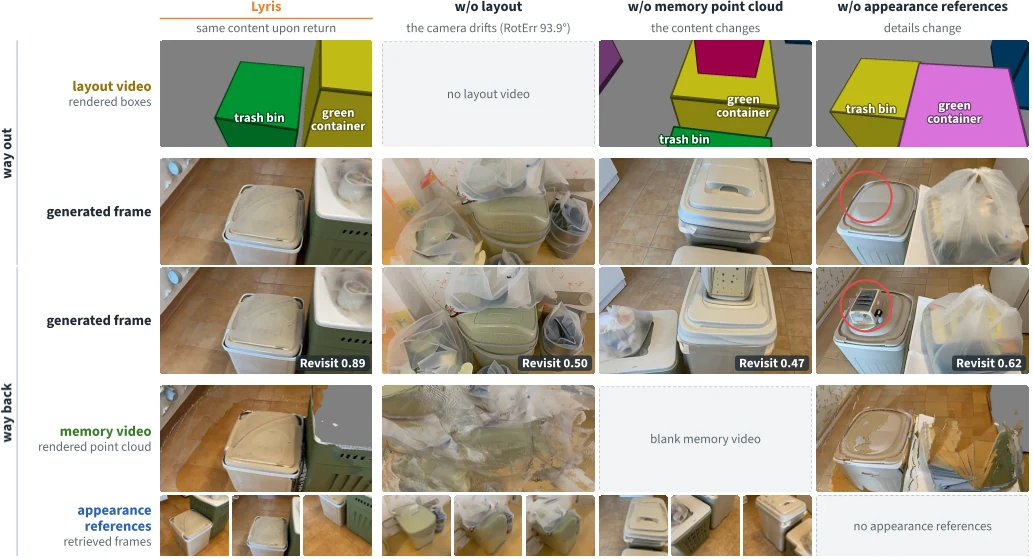 Lyris
w/o layout
w/o memory point cloud
w/o appearance references
same content upon return
the camera drifts (RotErr 93.9°)
the content changes
details change
way out
layout video
rendered boxes
trash bin
green
container
no layout video
green
container
trash bin
trash bin
green
container
generated frame
way back
generated frame
Revisit 0.89
Revisit 0.50
Revisit 0.47
Revisit 0.62
memory video
rendered point cloud
blank memory video
appearance
references
retrieved frames
no appearance references